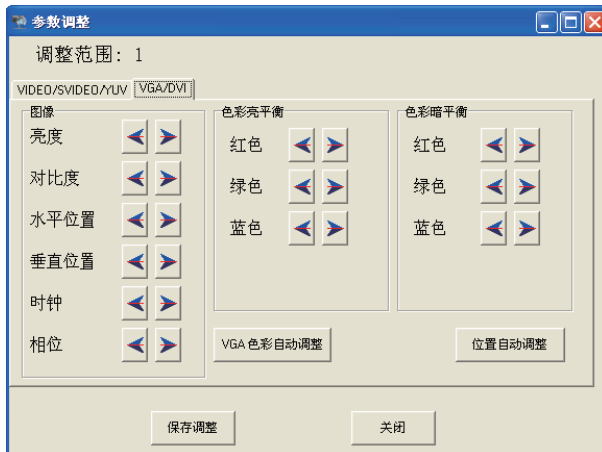 参数调整
调整范围: 1
VIDEO/SVIDEO/YUV VGA/DVI
图像
亮度
对比度
水平位置
垂直位置
时钟
相位
色彩亮平衡
红色
绿色
蓝色
色彩暗平衡
红色
绿色
蓝色
VGA色彩自动调整
位置自动调整
保存调整
关闭